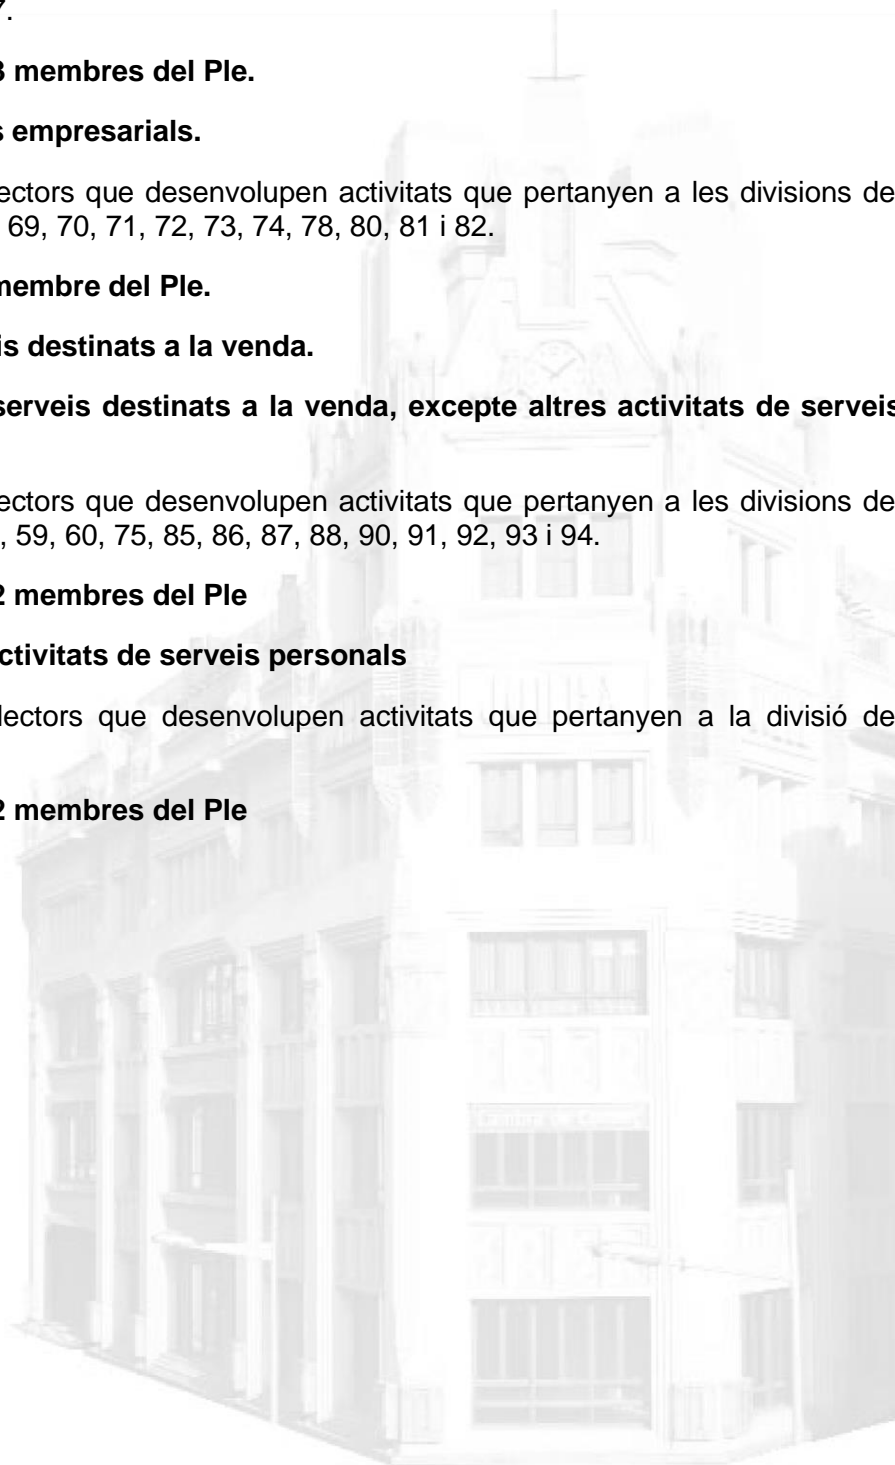 7.
3 membres del Ple.
s empresarials.
lectors que desenvolupen activitats que pertanyen a les divisions de
69, 70, 71, 72, 73, 74, 78, 80, 81 i 82.
membre del Ple.
is destinats a la venda.
serveis destinats a la venda, excepte altres activitats de serveis
ectors que desenvolupen activitats que pertanyen a les divisions de
, 59, 60, 75, 85, 86, 87, 88, 90, 91, 92, 93 i 94.
2 membres del Ple
ctivitats de serveis personals
lectors que desenvolupen activitats que pertanyen a la divisió de
2 membres del Ple